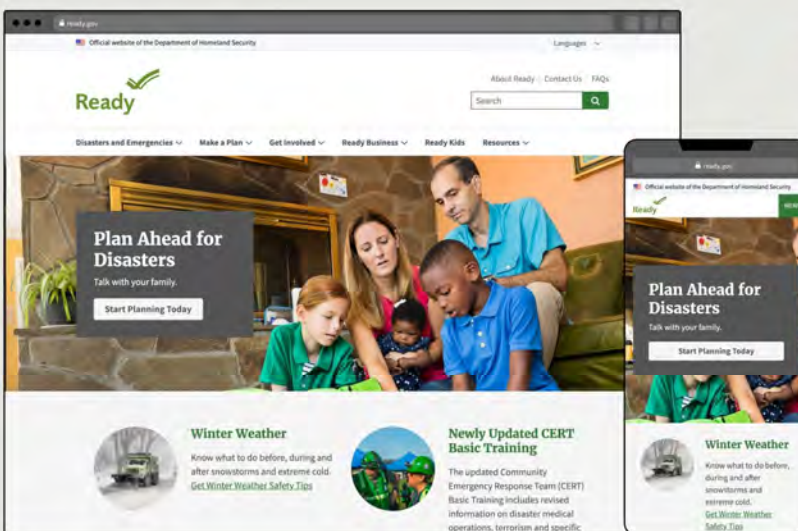 ready.gov
Official website of the Department of Homeland Security
Languages
Ready
About Ready
Contact Us
FAQs
Search
Disasters and Emergencies
Make a Plan
Get Involved
Ready Business
Ready Kids
Resources
Plan Ahead for
Disasters
Talk with your family.
Start Planning Today
Winter Weather
Know what to do before, during and
after snowstorms and extreme cold.
Get Winter Weather Safety Tips
Newly Updated CERT
Basic Training
The updated Community
Emergency Response Team (CERT)
Basic Training includes revised
information on disaster medical
operations, terrorism and specific
ready.gov
Official website of the Department of Homeland Security
Ready
Plan Ahead for
Disasters
Talk with your family.
Start Planning Today
Winter Weather
Know what to do before,
during and after
snowstorms and
extreme cold.
Get Winter Weather
Safety Tips